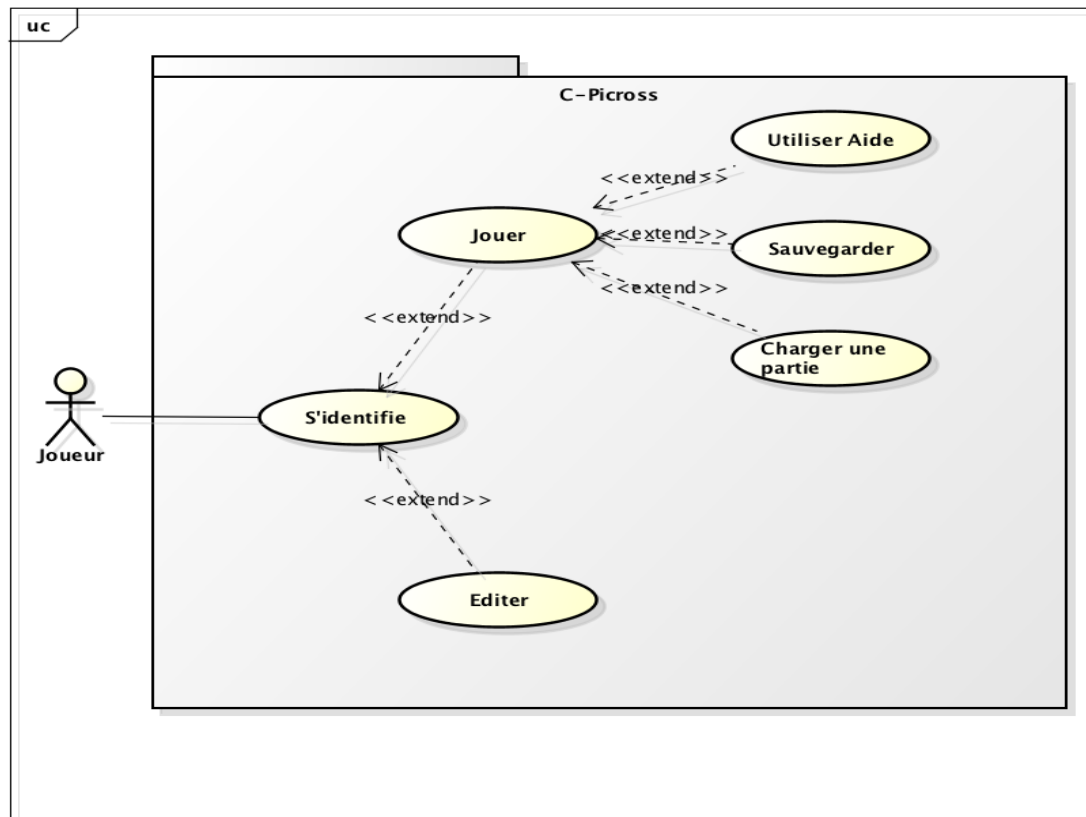 uc
C-Picross
Utiliser Aide
<<extend>>
Jouer
<<extend>>
Sauvegarder
<<extend>>
<<extend>>
Charger une
partie
S'identifie
Joueur
<<extend>>
Editer